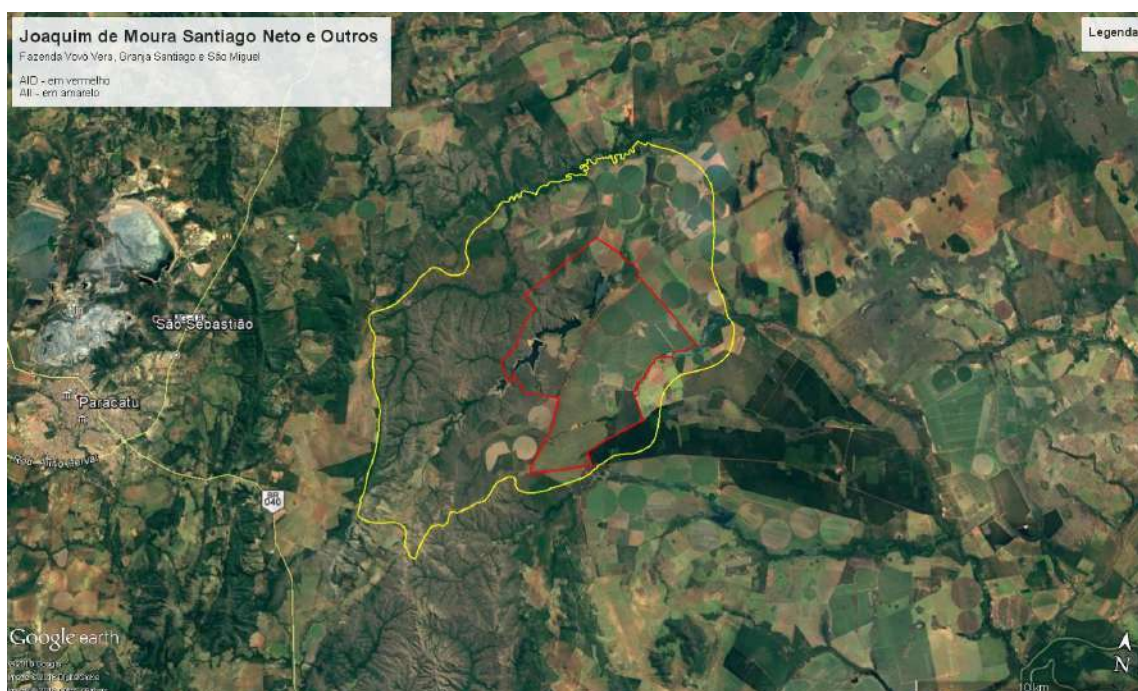 Joaquim de Moura Santiago Neto e Outros
Fazenda Vovó Vera, Granja Santiago e São Miguel
AID - em vermelho
AII - em amarelo
Legenda
São Sebastião
Paracatu
BR
040
Google earth
N
10 km